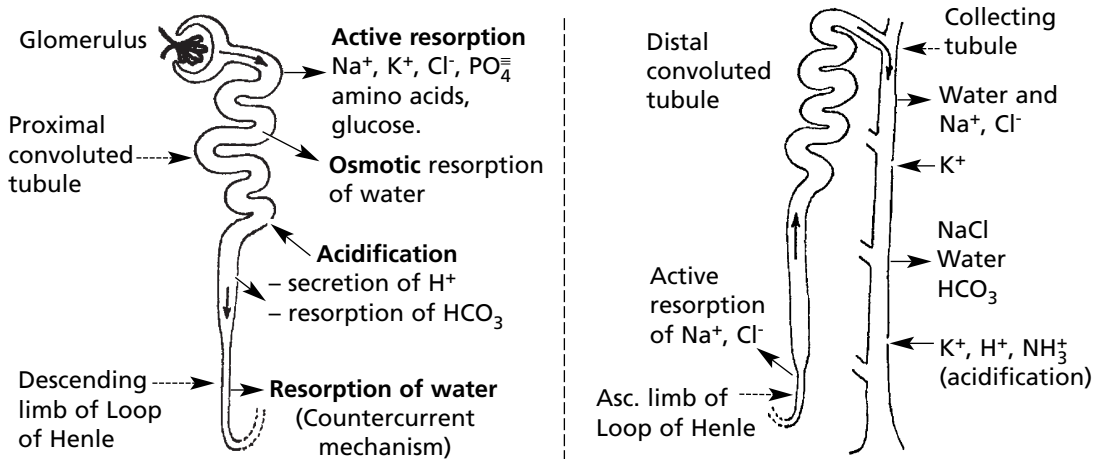 Glomerulus
Active resorption
Na⁺, K⁺, Cl⁻, PO₄≡
amino acids,
glucose.
Proximal
convoluted
tubule
Osmotic resorption
of water
Acidification
– secretion of H⁺
– resorption of HCO₃
Descending
limb of Loop
of Henle
Resorption of water
(Countercurrent
mechanism)
Distal
convoluted
tubule
Collecting
tubule
Water and
Na⁺, Cl⁻
K⁺
NaCl
Water
HCO₃
Active
resorption
of Na⁺, Cl⁻
K⁺, H⁺, NH₃⁺
(acidification)
Asc. limb of
Loop of Henle